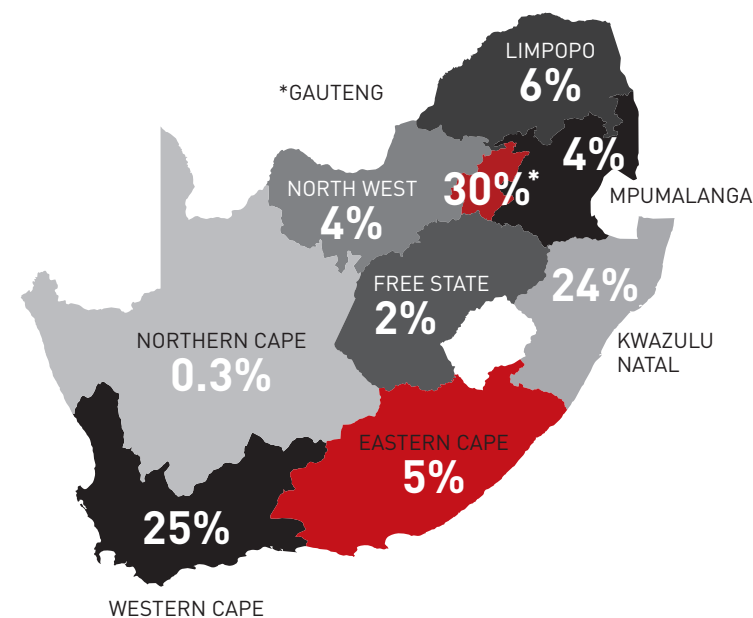 LIMPOPO
6%
*GAUTENG
4%
MPUMALANGA
30%*
NORTH WEST
4%
FREE STATE
2%
24%
KWAZULU
NATAL
NORTHERN CAPE
0.3%
EASTERN CAPE
5%
25%
WESTERN CAPE